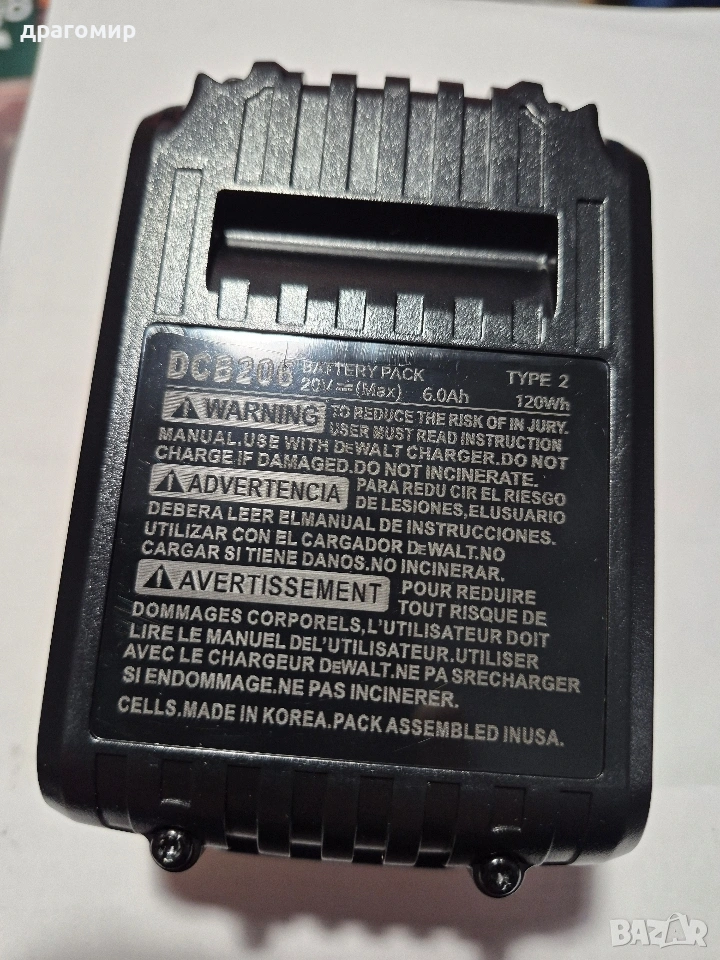 драгомир
DCB206 BATTERY PACK TYPE 2
20V (Max) 6.0Ah 120Wh
WARNING TO REDUCE THE RISK OF IN JURY.
USER MUST READ INSTRUCTION
MANUAL.USE WITH DEWALT CHARGER.DO NOT
CHARGE.IF DAMAGED.DO NOT INCINERATE.
ADVERTENCIA PARA REDU CIR EL RIESGO
DE LESIONES,ELUSUARIO
DEBERA LEER ELMANUAL DE INSTRUCCIONES.
UTILIZAR CON EL CARGADOR DEWALT.NO
CARGAR SI TIENE DANOS.NO INCINERAR.
AVERTISSEMENT POUR REDUIRE
TOUT RISQUE DE
DOMMAGES CORPORELS,L'UTILISATEUR DOIT
LIRE LE MANUEL DEL'UTILISATEUR.UTILISER
AVEC LE CHARGEUR DEWALT.NE PA SRECHARGER
SI ENDOMMAGE.NE PAS INCINERER.
CELLS.MADE IN KOREA.PACK ASSEMBLED INUSA.
BAZAR